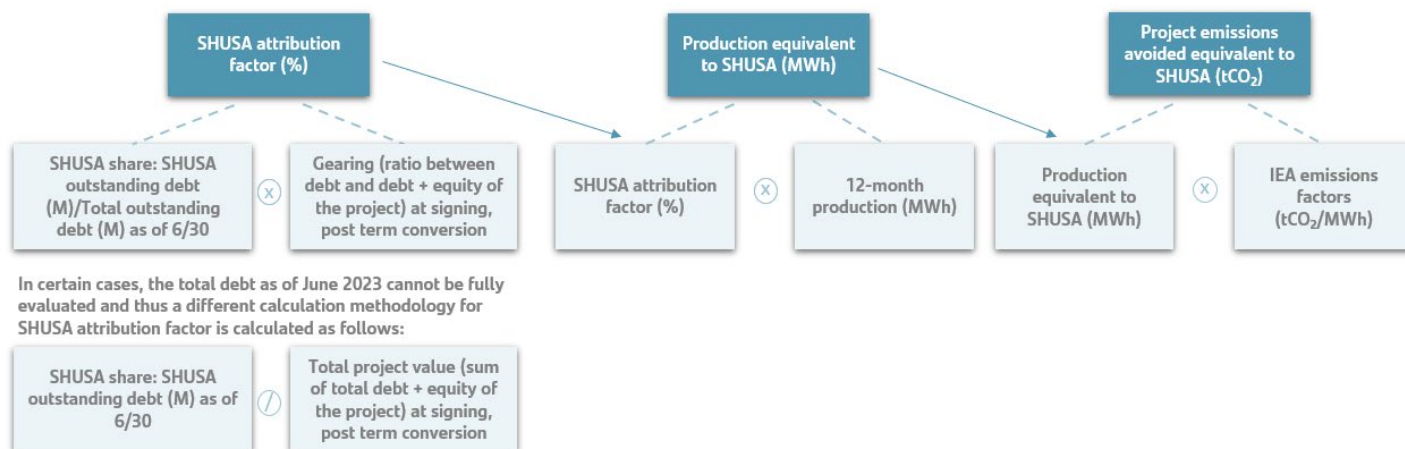 SHUSA attribution
factor (%)
Production equivalent
to SHUSA (MWh)
Project emissions
avoided equivalent to
SHUSA (tCO₂)
SHUSA share: SHUSA
outstanding debt
(M)/Total outstanding
debt (M) as of 6/30
x
Gearing (ratio between
debt and debt + equity of
the project) at signing,
post term conversion
SHUSA attribution
factor (%)
x
12-month
production (MWh)
Production
equivalent to
SHUSA (MWh)
x
IEA emissions
factors
(tCO₂/MWh)
In certain cases, the total debt as of June 2023 cannot be fully
evaluated and thus a different calculation methodology for
SHUSA attribution factor is calculated as follows:
SHUSA share: SHUSA
outstanding debt (M) as of
6/30
/
Total project value (sum
of total debt + equity of
the project) at signing,
post term conversion